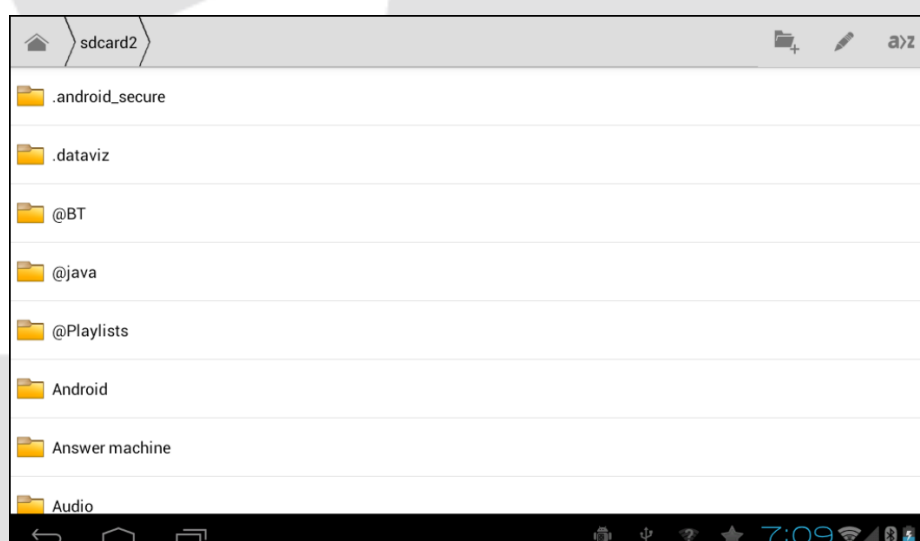 sdcard2
a>z
.android_secure
.dataviz
@BT
@java
@Playlists
Android
Answer machine
Audio
7:09